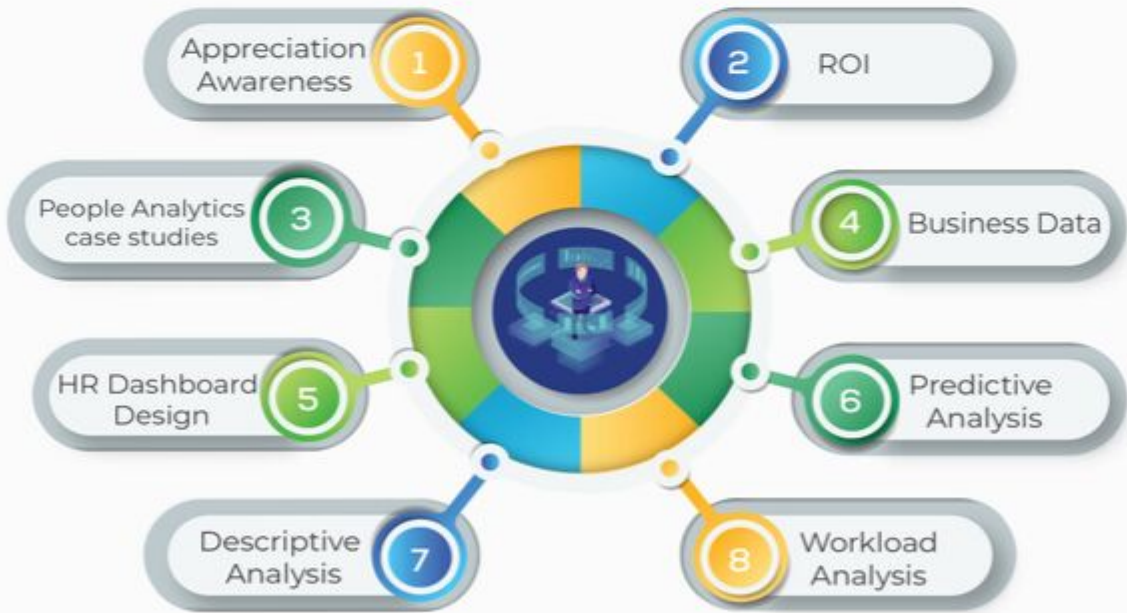 Appreciation
Awareness
1
2
ROI
People Analytics
case studies
3
4
Business Data
HR Dashboard
Design
5
6
Predictive
Analysis
Descriptive
Analysis
7
8
Workload
Analysis